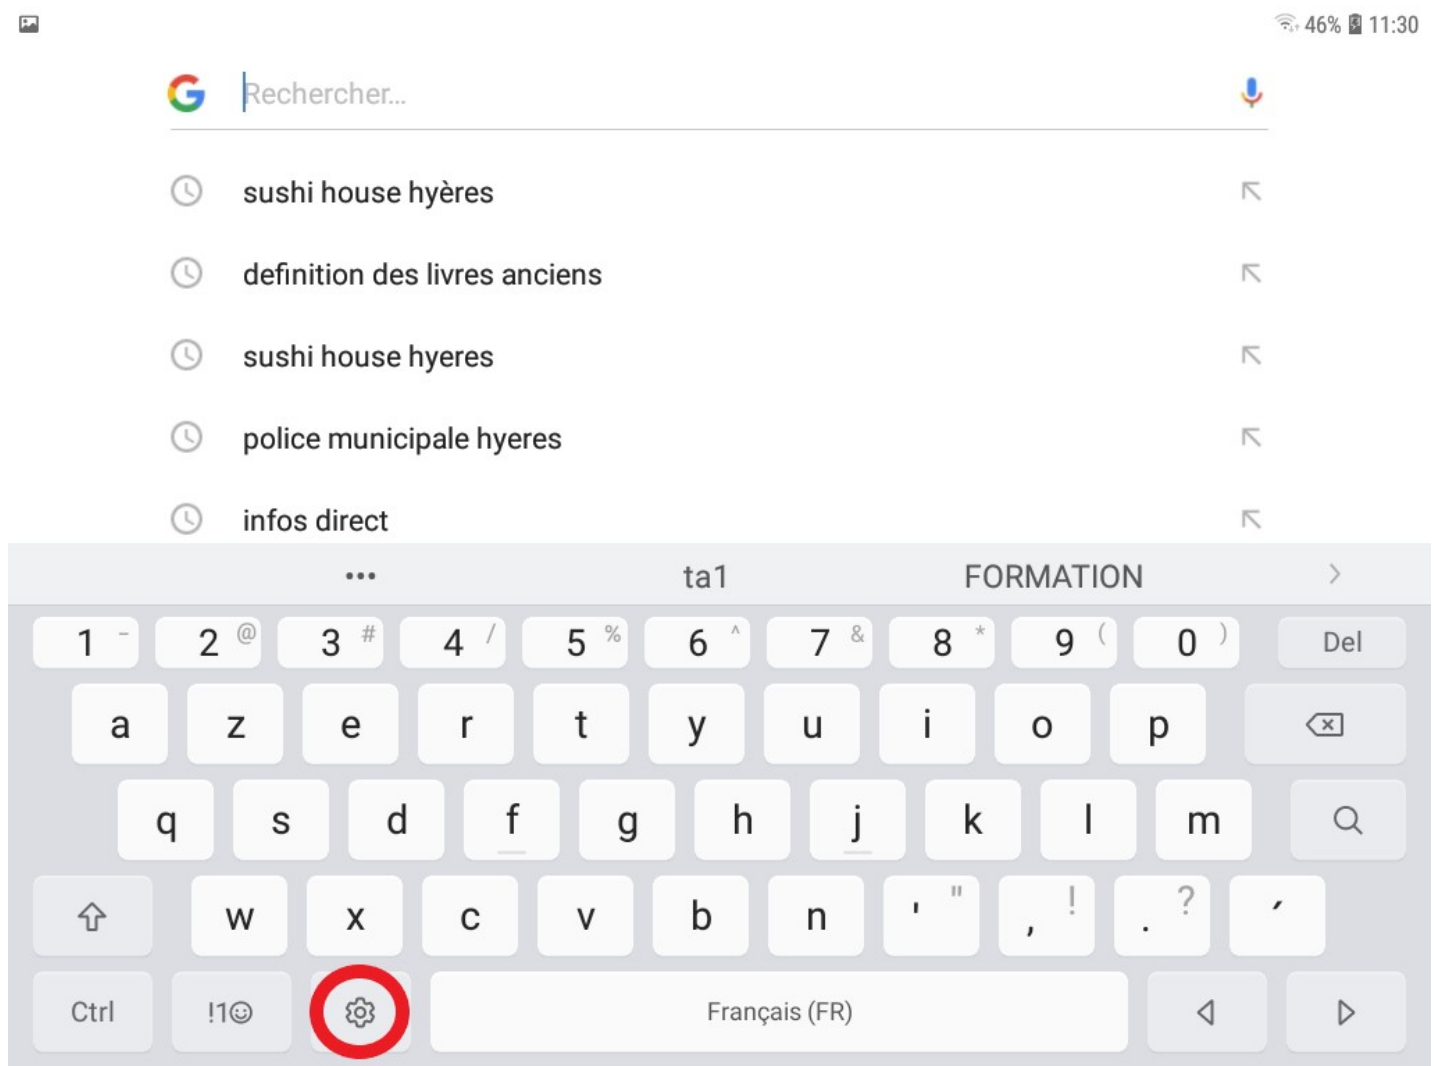 46% 11:30
G Rechercher...
sushi house hyères
definition des livres anciens
sushi house hyeres
police municipale hyeres
infos direct
••• ta1 FORMATION >
1 - 2 @ 3 # 4 / 5 % 6 ^ 7 & 8 * 9 ( 0 ) Del
a z e r t y u i o p
q s d f g h j k l m
w x c v b n ' " , ! . ? ´
Ctrl !1☺ Français (FR)